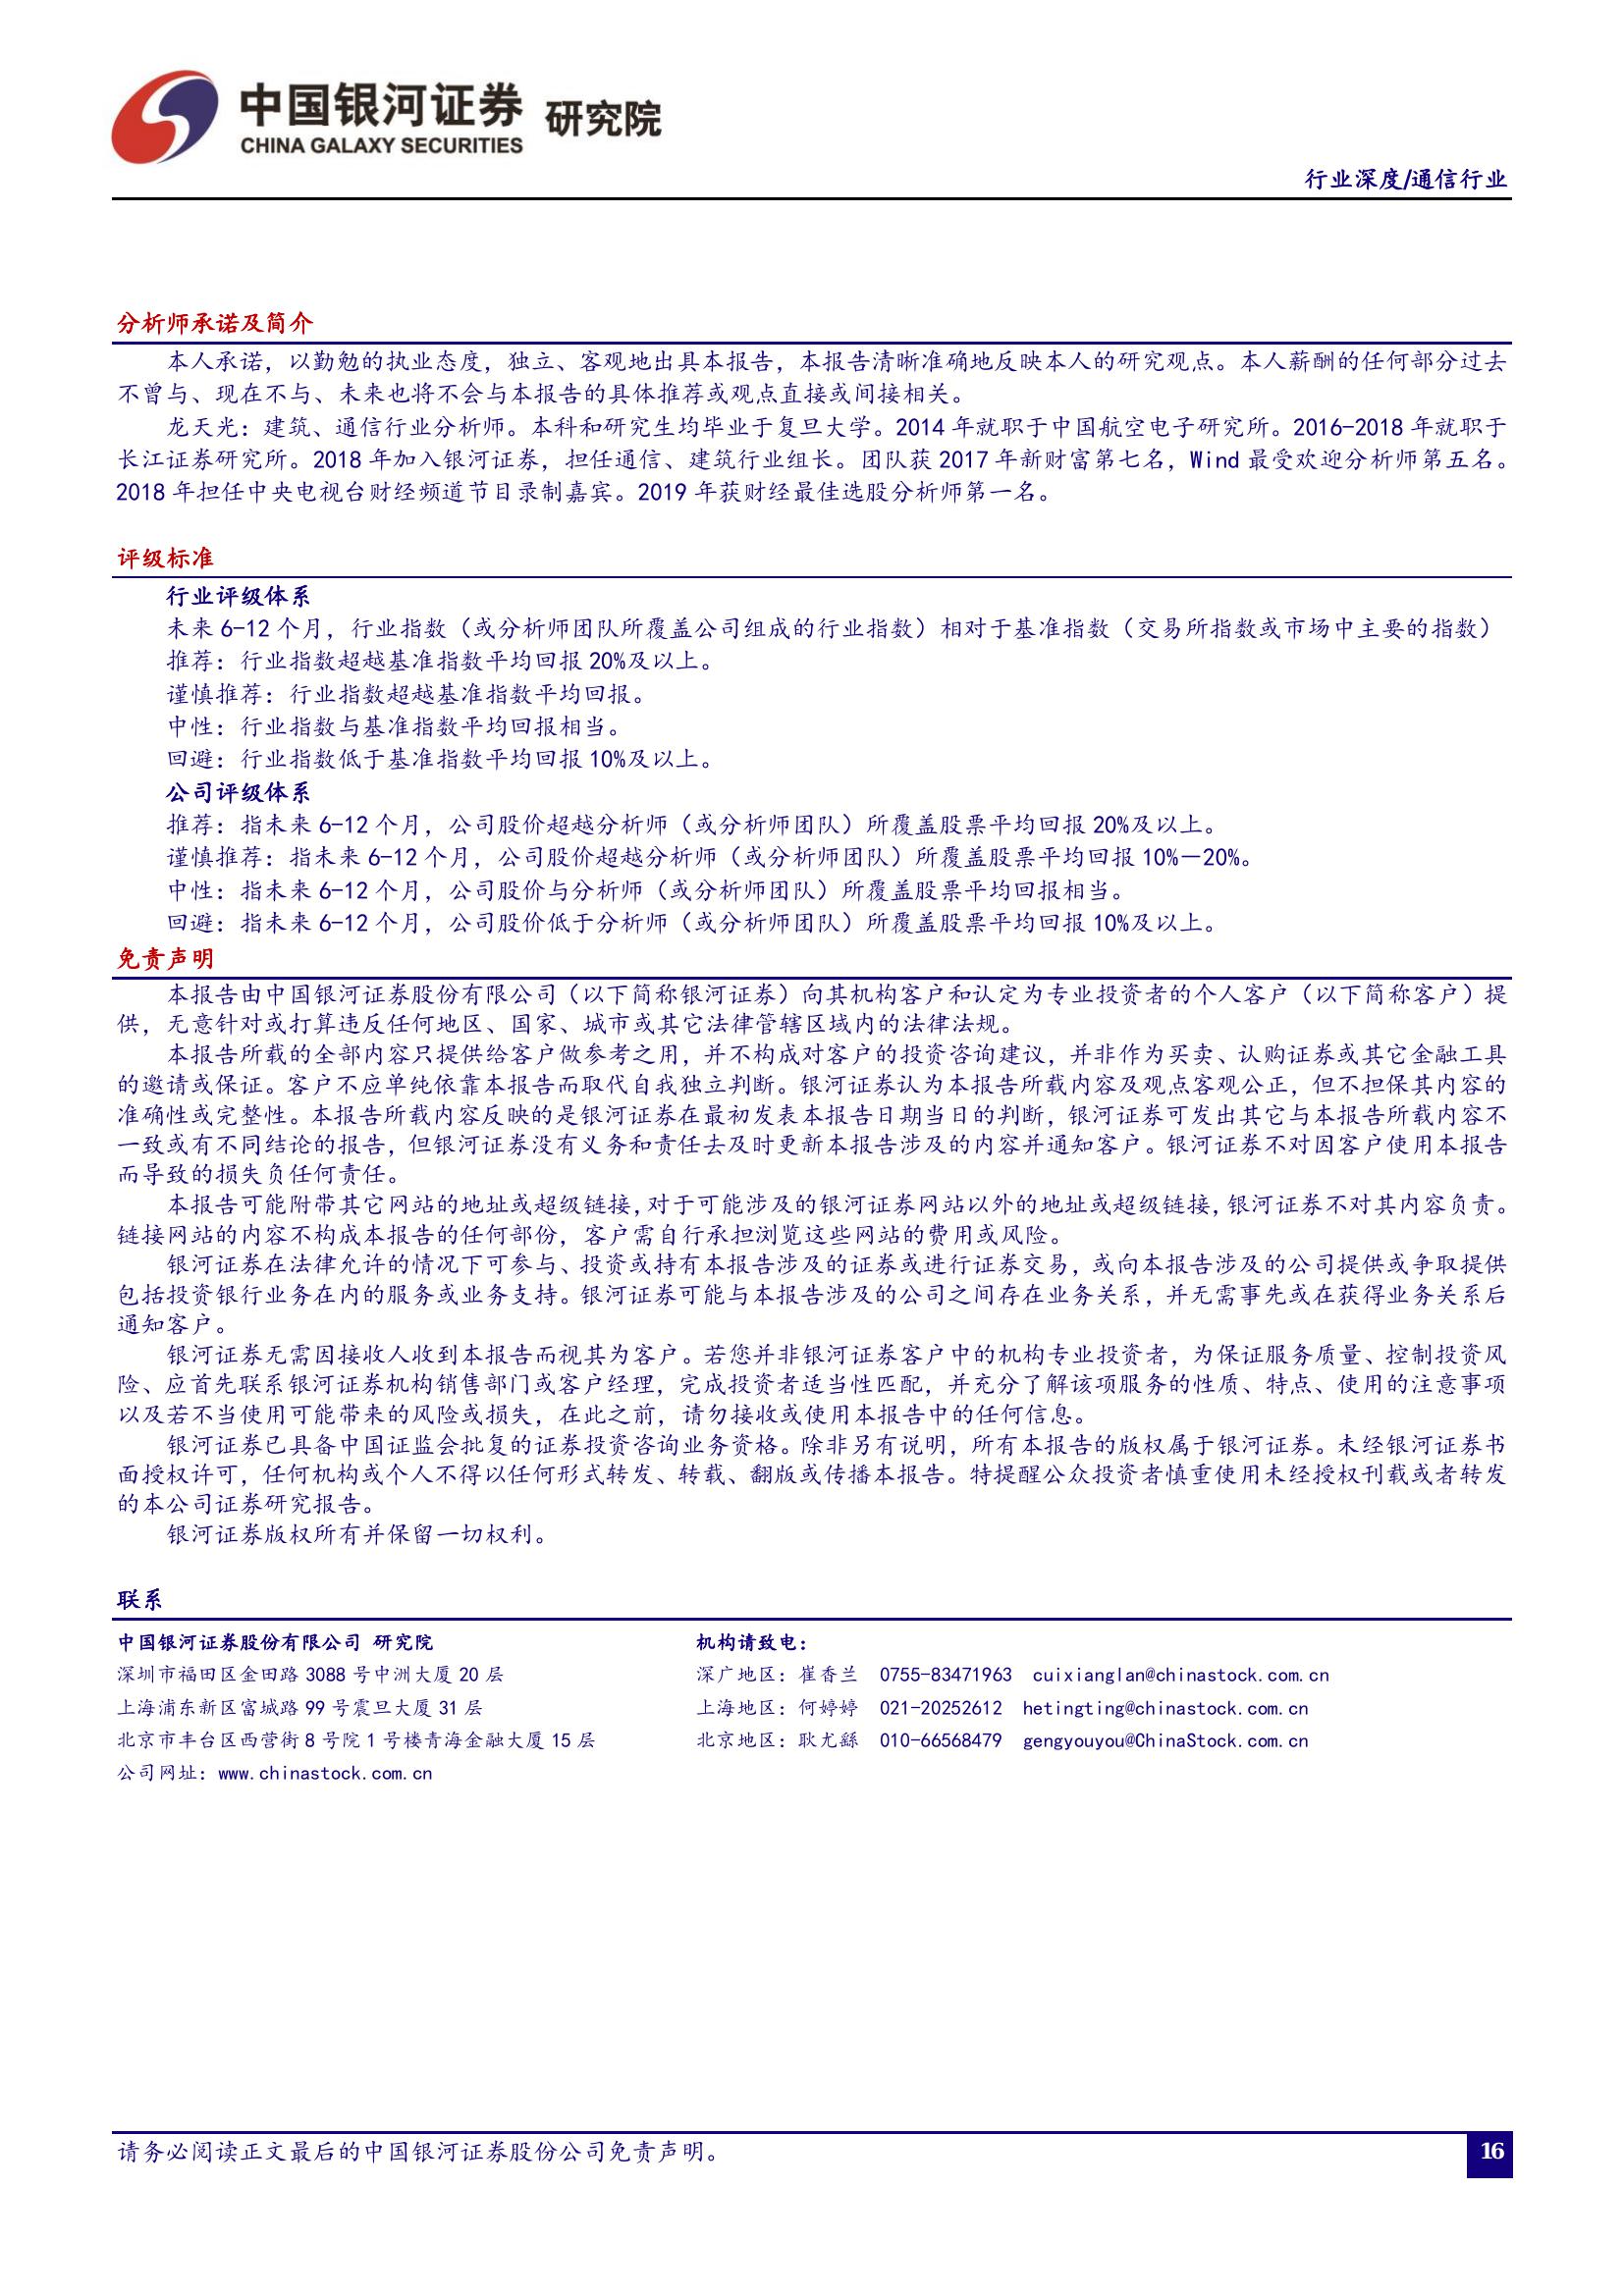 中国银河证券 研究院
CHINA GALAXY SECURITIES
行业深度/通信行业
分析师承诺及简介
本人承诺，以勤勉的执业态度，独立、客观地出具本报告，本报告清晰准确地反映本人的研究观点。本人薪酬的任何部分过去
不曾与、现在不与、未来也将不会与本报告的具体推荐或观点直接或间接相关。
龙天光：建筑、通信行业分析师。本科和研究生均毕业于复旦大学。2014 年就职于中国航空电子研究所。2016-2018 年就职于
长江证券研究所。2018 年加入银河证券，担任通信、建筑行业组长。团队获 2017 年新财富第七名，Wind 最受欢迎分析师第五名。
2018 年担任中央电视台财经频道节目录制嘉宾。2019 年获财经最佳选股分析师第一名。
评级标准
行业评级体系
未来 6-12 个月，行业指数（或分析师团队所覆盖公司组成的行业指数）相对于基准指数（交易所指数或市场中主要的指数）
推荐：行业指数超越基准指数平均回报 20%及以上。
谨慎推荐：行业指数超越基准指数平均回报。
中性：行业指数与基准指数平均回报相当。
回避：行业指数低于基准指数平均回报 10%及以上。
公司评级体系
推荐：指未来 6-12 个月，公司股价超越分析师（或分析师团队）所覆盖股票平均回报 20%及以上。
谨慎推荐：指未来 6-12 个月，公司股价超越分析师（或分析师团队）所覆盖股票平均回报 10%－20%。
中性：指未来 6-12 个月，公司股价与分析师（或分析师团队）所覆盖股票平均回报相当。
回避：指未来 6-12 个月，公司股价低于分析师（或分析师团队）所覆盖股票平均回报 10%及以上。
免责声明
本报告由中国银河证券股份有限公司（以下简称银河证券）向其机构客户和认定为专业投资者的个人客户（以下简称客户）提
供，无意针对或打算违反任何地区、国家、城市或其它法律管辖区域内的法律法规。
本报告所载的全部内容只提供给客户做参考之用，并不构成对客户的投资咨询建议，并非作为买卖、认购证券或其它金融工具
的邀请或保证。客户不应单纯依靠本报告而取代自我独立判断。银河证券认为本报告所载内容及观点客观公正，但不担保其内容的
准确性或完整性。本报告所载内容反映的是银河证券在最初发表本报告日期当日的判断，银河证券可发出其它与本报告所载内容不
一致或有不同结论的报告，但银河证券没有义务和责任去及时更新本报告涉及的内容并通知客户。银河证券不对因客户使用本报告
而导致的损失负任何责任。
本报告可能附带其它网站的地址或超级链接，对于可能涉及的银河证券网站以外的地址或超级链接，银河证券不对其内容负责。
链接网站的内容不构成本报告的任何部份，客户需自行承担浏览这些网站的费用或风险。
银河证券在法律允许的情况下可参与、投资或持有本报告涉及的证券或进行证券交易，或向本报告涉及的公司提供或争取提供
包括投资银行业务在内的服务或业务支持。银河证券可能与本报告涉及的公司之间存在业务关系，并无需事先或在获得业务关系后
通知客户。
银河证券无需因接收人收到本报告而视其为客户。若您并非银河证券客户中的机构专业投资者，为保证服务质量、控制投资风
险、应首先联系银河证券机构销售部门或客户经理，完成投资者适当性匹配，并充分了解该项服务的性质、特点、使用的注意事项
以及若不当使用可能带来的风险或损失，在此之前，请勿接收或使用本报告中的任何信息。
银河证券已具备中国证监会批复的证券投资咨询业务资格。除非另有说明，所有本报告的版权属于银河证券。未经银河证券书
面授权许可，任何机构或个人不得以任何形式转发、转载、翻版或传播本报告。特提醒公众投资者慎重使用未经授权刊载或者转发
的本公司证券研究报告。
银河证券版权所有并保留一切权利。
联系
中国银河证券股份有限公司 研究院
深圳市福田区金田路 3088 号中洲大厦 20 层
上海浦东新区富城路 99 号震旦大厦 31 层
北京市丰台区西营街 8 号院 1 号楼青海金融大厦 15 层
公司网址：www.chinastock.com.cn
机构请致电：
深广地区：崔香兰 0755-83471963 cuixianglan@chinastock.com.cn
上海地区：何婷婷 021-20252612 hetingting@chinastock.com.cn
北京地区：耿尤繇 010-66568479 gengyouyou@ChinaStock.com.cn
请务必阅读正文最后的中国银河证券股份公司免责声明。
16